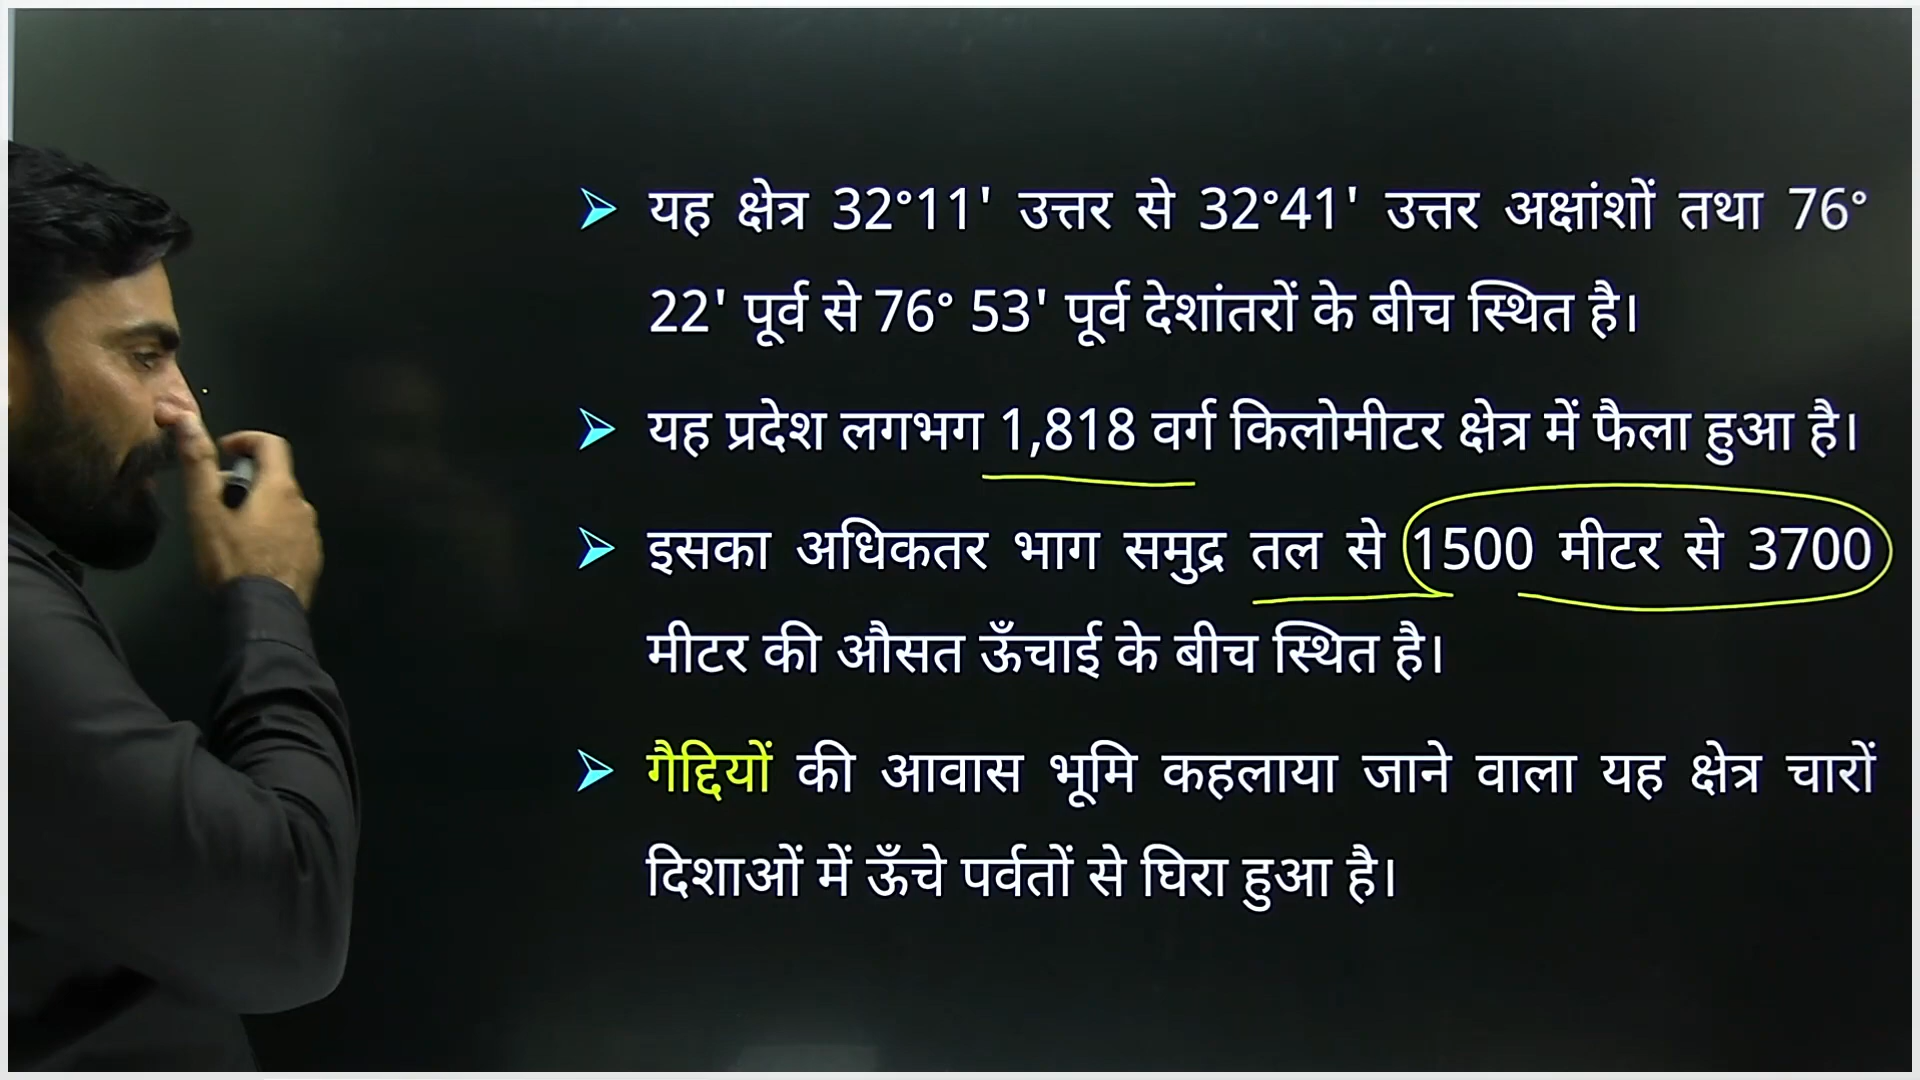 यह क्षेत्र 32°11' उत्तर से 32°41' उत्तर अक्षांशों तथा 76°
22' पूर्व से 76° 53' पूर्व देशांतरों के बीच स्थित है।
यह प्रदेश लगभग 1,818 वर्ग किलोमीटर क्षेत्र में फैला हुआ है।
इसका अधिकतर भाग समुद्र तल से 1500 मीटर से 3700
मीटर की औसत ऊँचाई के बीच स्थित है।
गैद्दियों की आवास भूमि कहलाया जाने वाला यह क्षेत्र चारों
दिशाओं में ऊँचे पर्वतों से घिरा हुआ है।